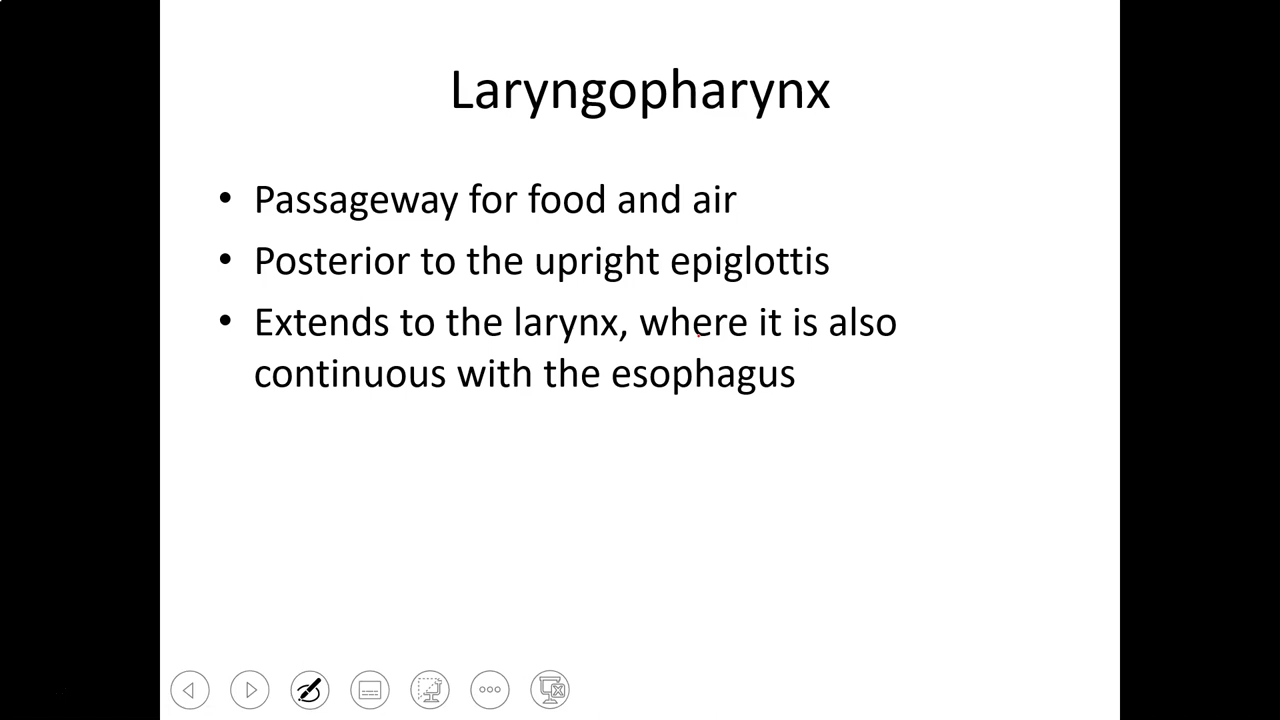 Laryngopharynx
• Passageway for food and air
• Posterior to the upright epiglottis
• Extends to the larynx, where it is also
continuous with the esophagus